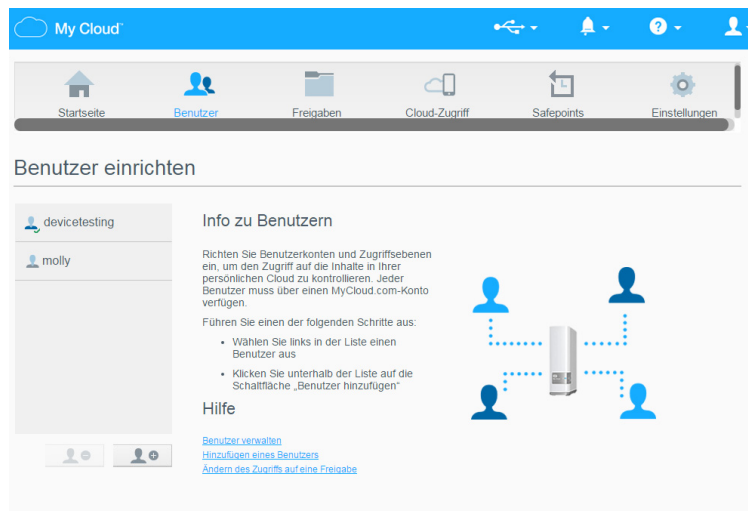 My Cloud™
Startseite Benutzer Freigaben Cloud-Zugriff Safepoints Einstellungen
Benutzer einrichten
devicetesting
molly
Info zu Benutzern
Richten Sie Benutzerkonten und Zugriffsebenen
ein, um den Zugriff auf die Inhalte in Ihrer
persönlichen Cloud zu kontrollieren. Jeder
Benutzer muss über einen MyCloud.com-Konto
verfügen.
Führen Sie einen der folgenden Schritte aus:
• Wählen Sie links in der Liste einen
Benutzer aus
• Klicken Sie unterhalb der Liste auf die
Schaltfläche „Benutzer hinzufügen“
Hilfe
Benutzer verwalten
Hinzufügen eines Benutzers
Ändern des Zugriffs auf eine Freigabe